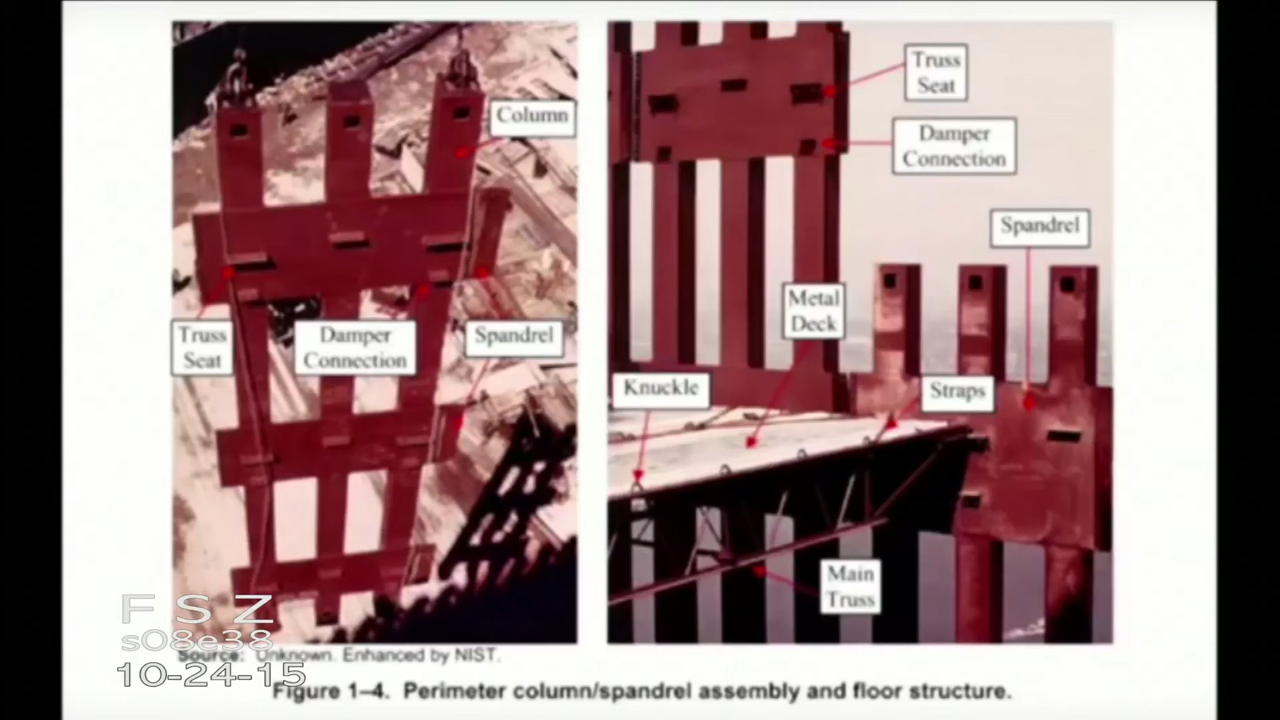 Column
Truss
Seat
Damper
Connection
Spandrel
Truss
Seat
Damper
Connection
Spandrel
Metal
Deck
Knuckle
Straps
Main
Truss
F S Z
s08e38
10-24-15
Source: Unknown. Enhanced by NIST.
Figure 1–4. Perimeter column/spandrel assembly and floor structure.